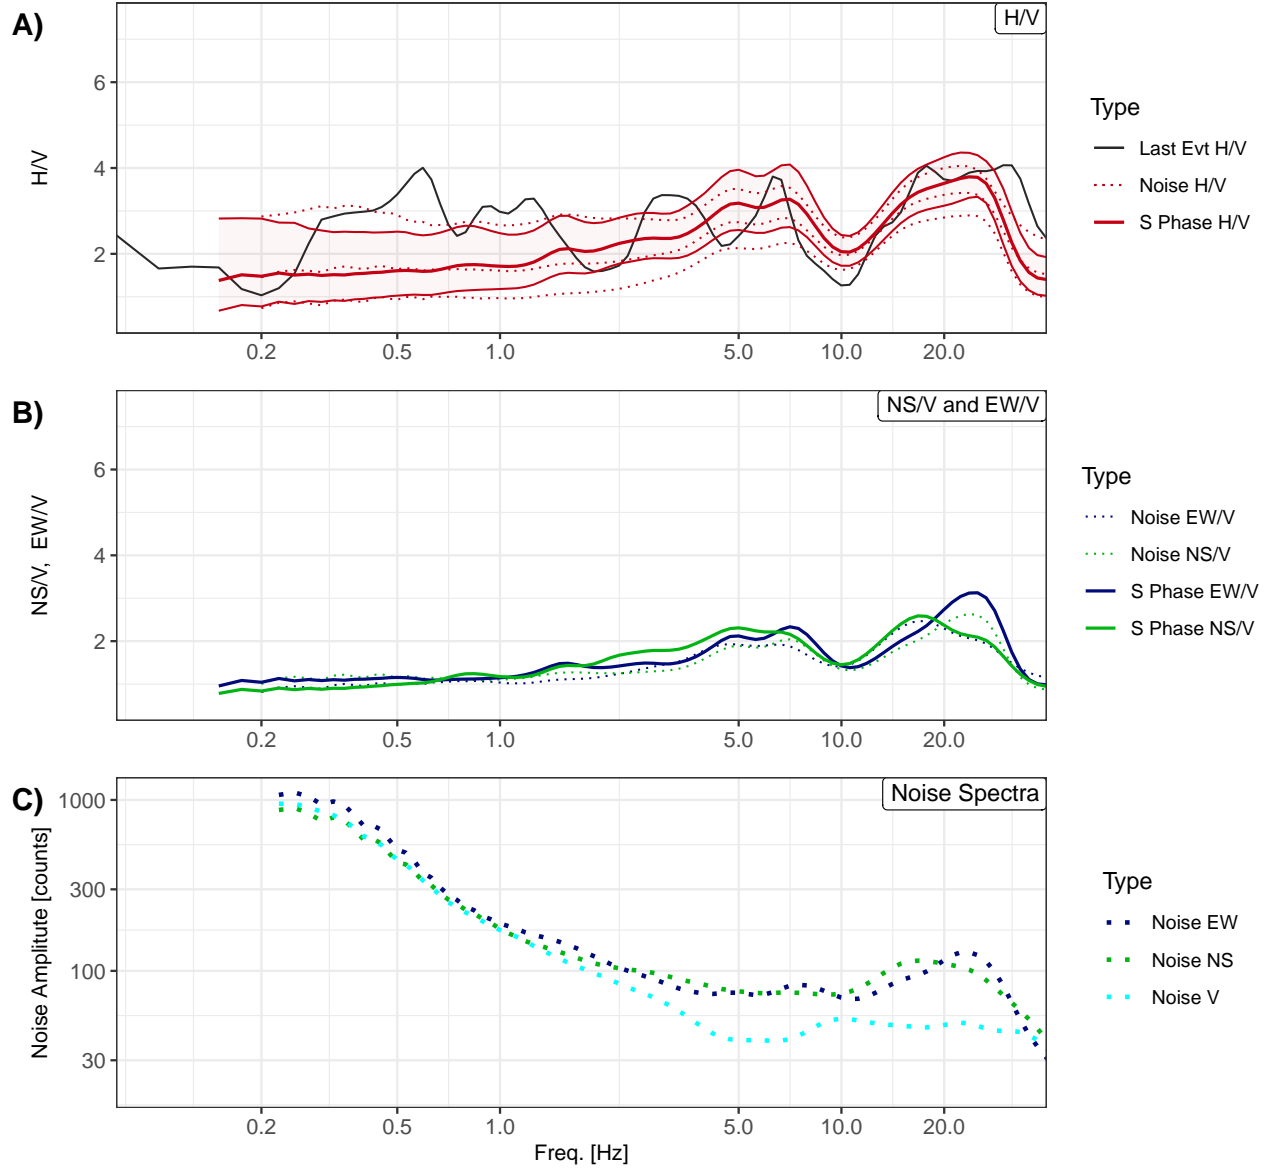 A)
H/V
6
4
2
H/V
0.2 0.5 1.0 5.0 10.0 20.0
Type
Last Evt H/V
Noise H/V
S Phase H/V
B)
NS/V and EW/V
6
4
2
NS/V,  EW/V
0.2 0.5 1.0 5.0 10.0 20.0
Type
Noise EW/V
Noise NS/V
S Phase EW/V
S Phase NS/V
C)
Noise Spectra
1000
300
100
30
Noise Amplitute [counts]
0.2 0.5 1.0 5.0 10.0 20.0
Freq. [Hz]
Type
Noise EW
Noise NS
Noise V